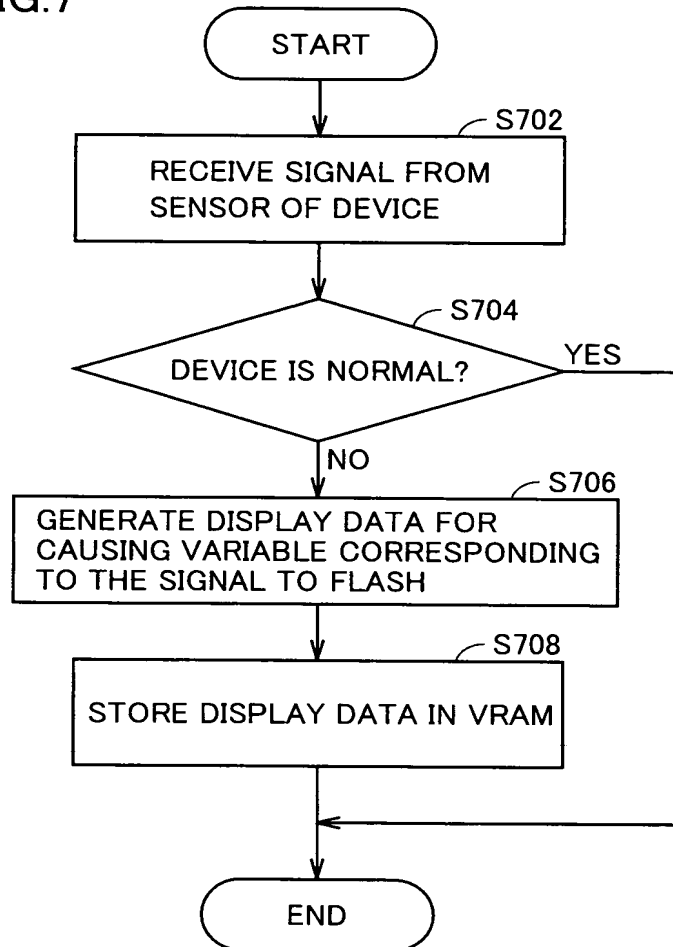 FIG.7
START
S702
RECEIVE SIGNAL FROM
SENSOR OF DEVICE
S704
DEVICE IS NORMAL?
YES
NO
S706
GENERATE DISPLAY DATA FOR
CAUSING VARIABLE CORRESPONDING
TO THE SIGNAL TO FLASH
S708
STORE DISPLAY DATA IN VRAM
END